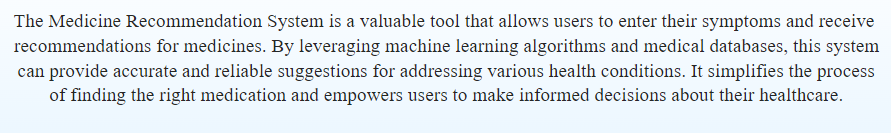 The Medicine Recommendation System is a valuable tool that allows users to enter their symptoms and receive
recommendations for medicines. By leveraging machine learning algorithms and medical databases, this system
can provide accurate and reliable suggestions for addressing various health conditions. It simplifies the process
of finding the right medication and empowers users to make informed decisions about their healthcare.